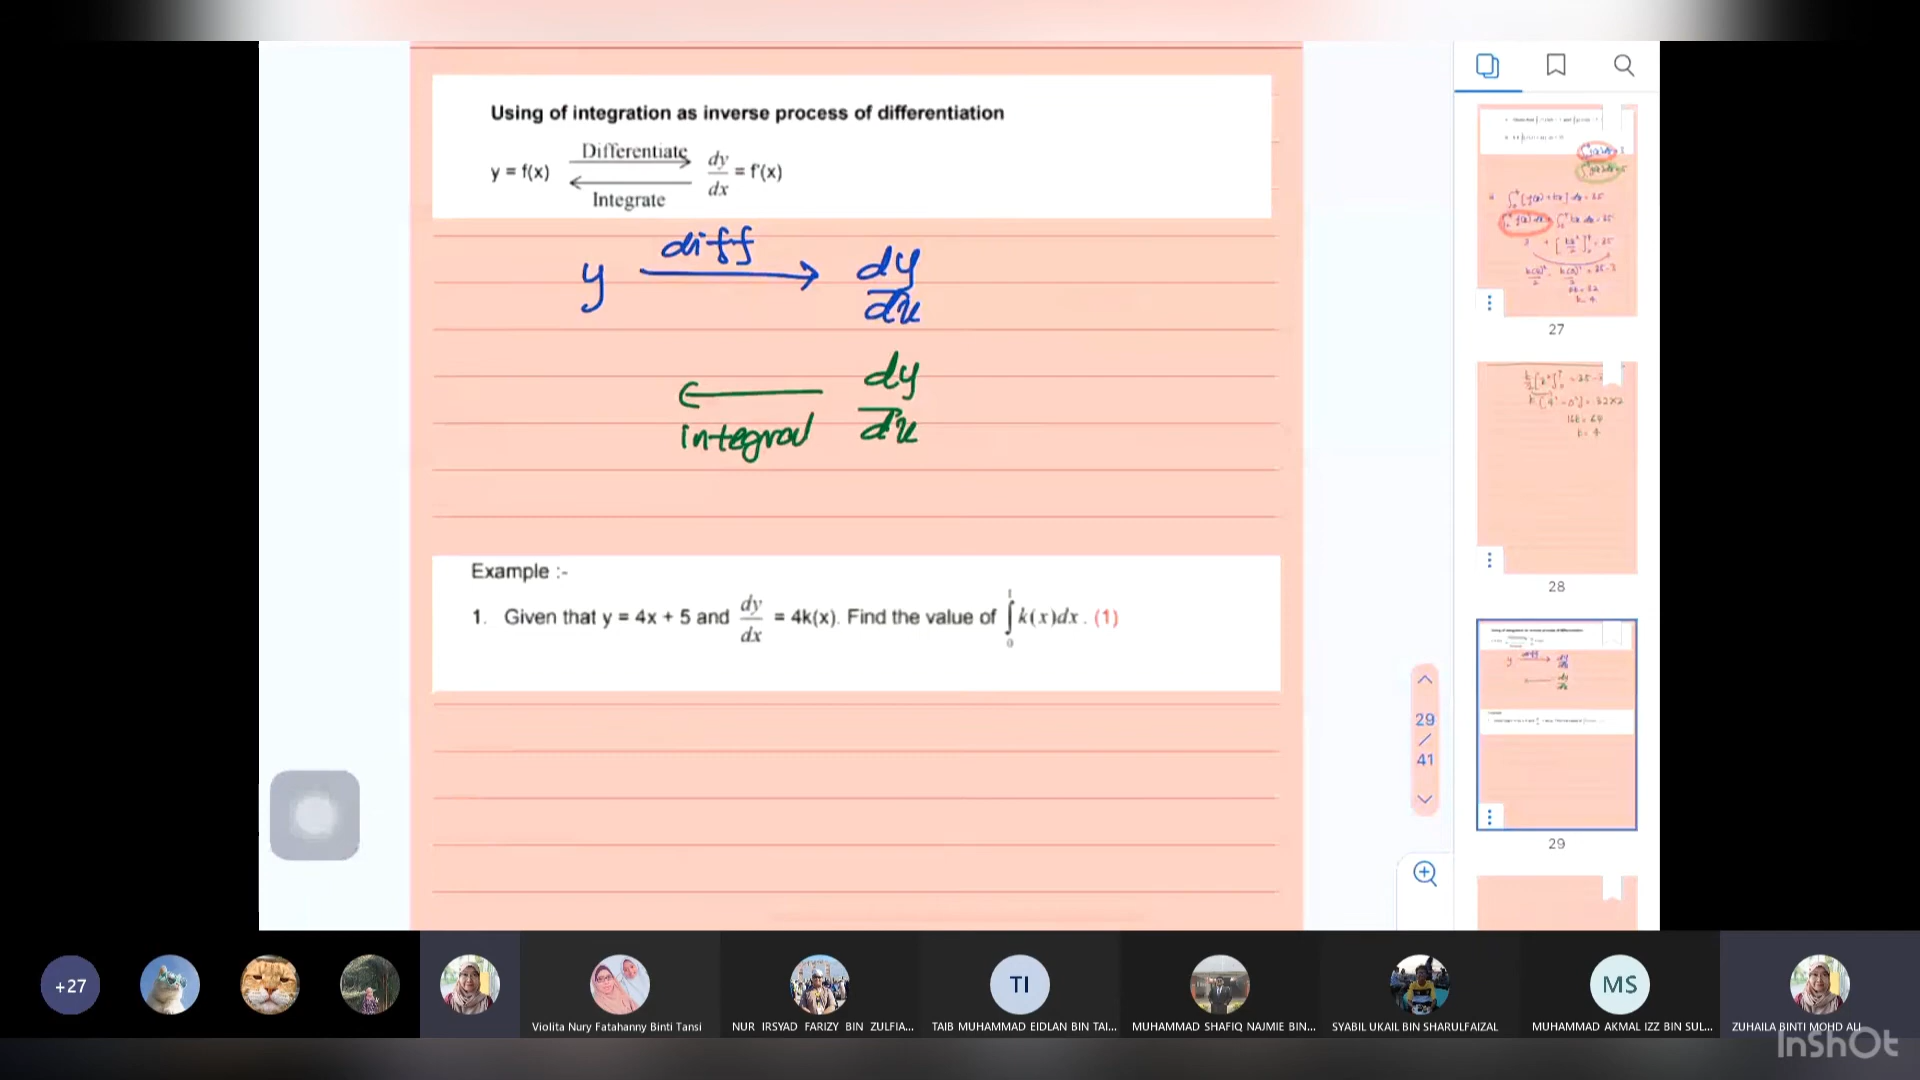 Using of integration as inverse process of differentiation
Differentiate
y = f(x) dy/dx = f'(x)
Integrate
y diff dy/dx
dy/dx
integral
Example :-
1. Given that y = 4x + 5 and dy/dx = 4k(x). Find the value of ∫₀¹ k(x)dx . (1)
27
28
29
/
41
29
+27
TI
MS
Violita Nury Fatahanny Binti Tansi
NUR IRSYAD FARIZY BIN ZULFIA...
TAIB MUHAMMAD EIDLAN BIN TAI...
MUHAMMAD SHAFIQ NAJMIE BIN...
SYABIL UKAIL BIN SHARULFAIZAL
MUHAMMAD AKMAL IZZ BIN SUL...
ZUHAILA BINTI MOHD ALI
InShOt